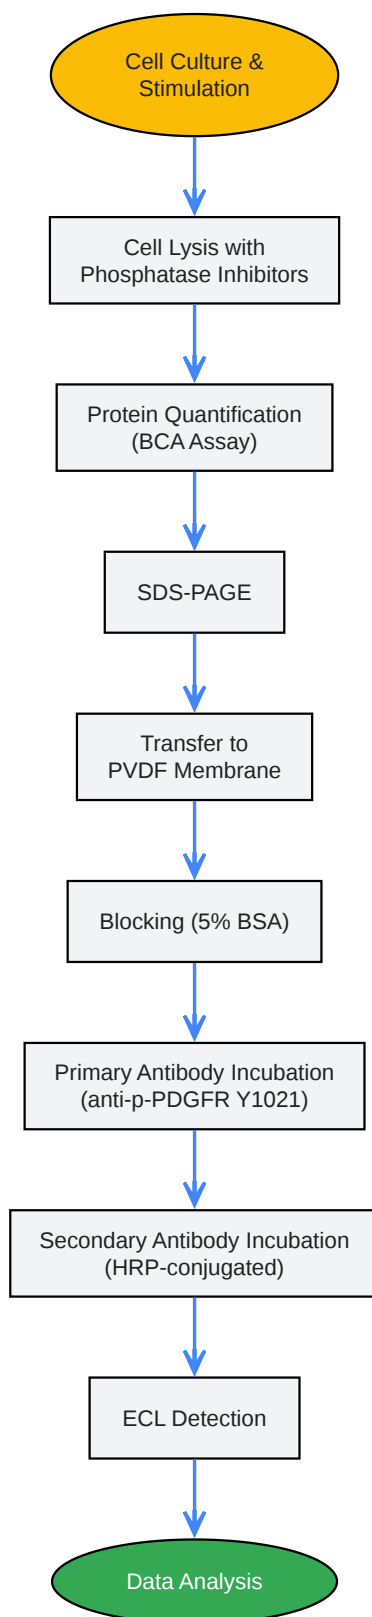 Cell Culture &
Stimulation
Cell Lysis with
Phosphatase Inhibitors
Protein Quantification
(BCA Assay)
SDS-PAGE
Transfer to
PVDF Membrane
Blocking (5% BSA)
Primary Antibody Incubation
(anti-p-PDGFR Y1021)
Secondary Antibody Incubation
(HRP-conjugated)
ECL Detection
Data Analysis